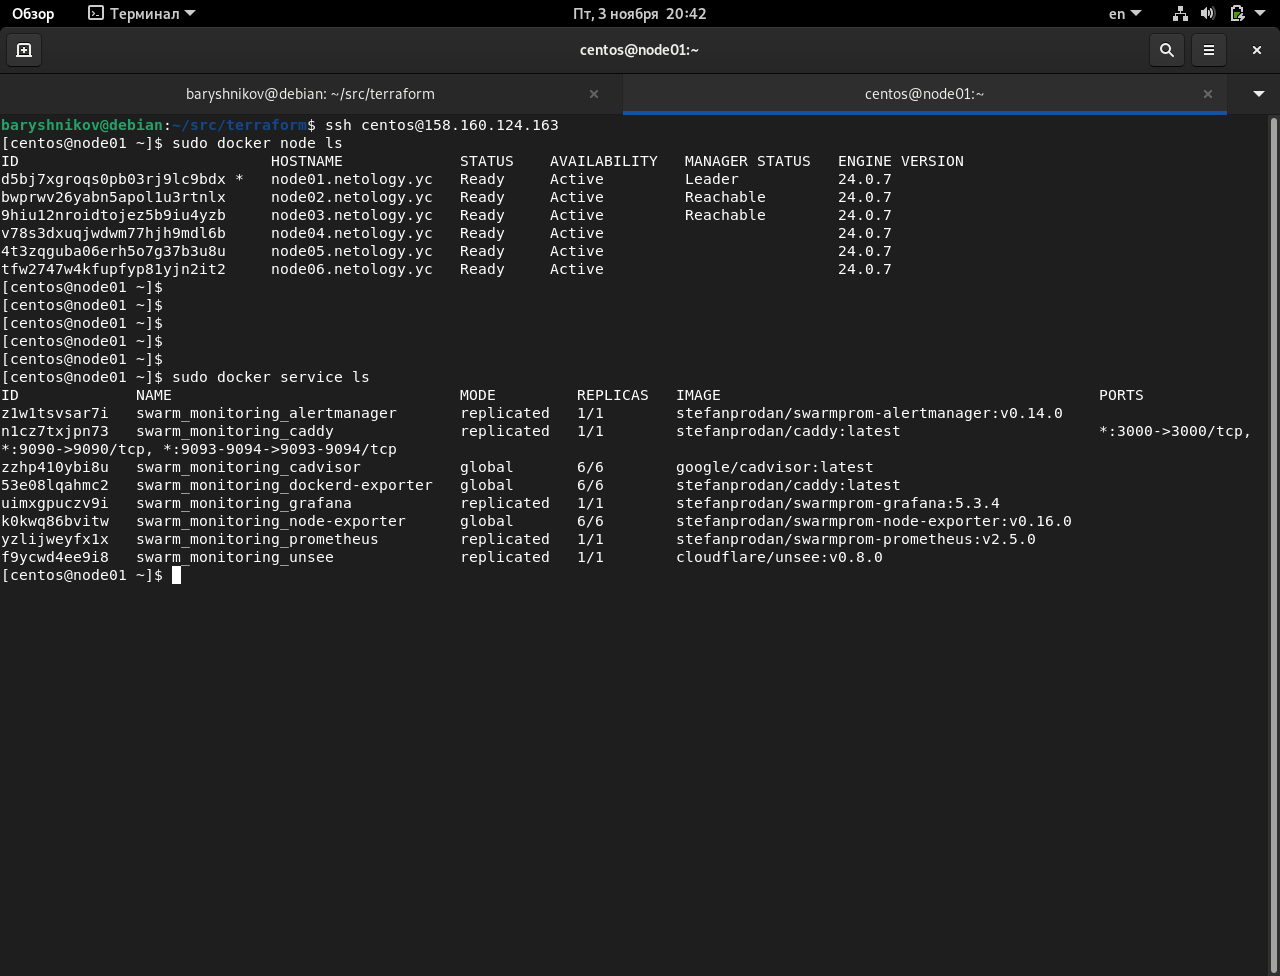 Обзор Терминал Пт, 3 ноября 20:42 en
centos@node01:~
baryshnikov@debian: ~/src/terraform centos@node01:~
baryshnikov@debian:~/src/terraform$ ssh centos@158.160.124.163
[centos@node01 ~]$ sudo docker node ls
ID HOSTNAME STATUS AVAILABILITY MANAGER STATUS ENGINE VERSION
d5bj7xgroqs0pb03rj9lc9bdx * node01.netology.yc Ready Active Leader 24.0.7
bwprwv26yabn5apol1u3rtnlx node02.netology.yc Ready Active Reachable 24.0.7
9hiu12nroidtojez5b9iu4yzb node03.netology.yc Ready Active Reachable 24.0.7
v78s3dxuqjwdwm77hjh9mdl6b node04.netology.yc Ready Active 24.0.7
4t3zqguba06erh5o7g37b3u8u node05.netology.yc Ready Active 24.0.7
tfw2747w4kfupfyp81yjn2it2 node06.netology.yc Ready Active 24.0.7
[centos@node01 ~]$
[centos@node01 ~]$
[centos@node01 ~]$
[centos@node01 ~]$
[centos@node01 ~]$
[centos@node01 ~]$ sudo docker service ls
ID NAME MODE REPLICAS IMAGE PORTS
z1w1tsvsar7i swarm_monitoring_alertmanager replicated 1/1 stefanprodan/swarmprom-alertmanager:v0.14.0
n1cz7txjpn73 swarm_monitoring_caddy replicated 1/1 stefanprodan/caddy:latest *:3000->3000/tcp,
*:9090->9090/tcp, *:9093-9094->9093-9094/tcp
zzhp410ybi8u swarm_monitoring_cadvisor global 6/6 google/cadvisor:latest
53e08lqahmc2 swarm_monitoring_dockerd-exporter global 6/6 stefanprodan/caddy:latest
uimxgpuczv9i swarm_monitoring_grafana replicated 1/1 stefanprodan/swarmprom-grafana:5.3.4
k0kwq86bvitw swarm_monitoring_node-exporter global 6/6 stefanprodan/swarmprom-node-exporter:v0.16.0
yzlijweyfx1x swarm_monitoring_prometheus replicated 1/1 stefanprodan/swarmprom-prometheus:v2.5.0
f9ycwd4ee9i8 swarm_monitoring_unsee replicated 1/1 cloudflare/unsee:v0.8.0
[centos@node01 ~]$